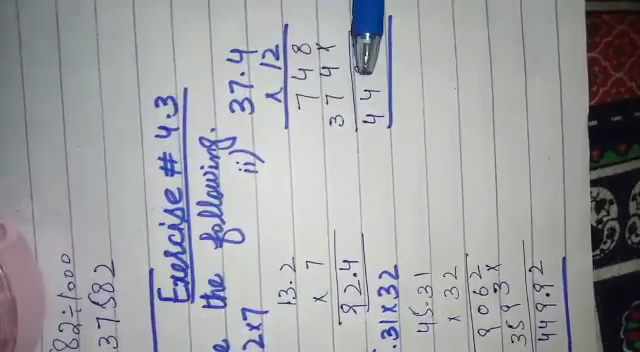 82÷1000
37582
Exercise # 4.3
e the following.
2x7 ii) 37.4
x 12
13.2 748
x 7 374x
92.4 44
.31x32
45.31
x 32
9062
3593x
449.92